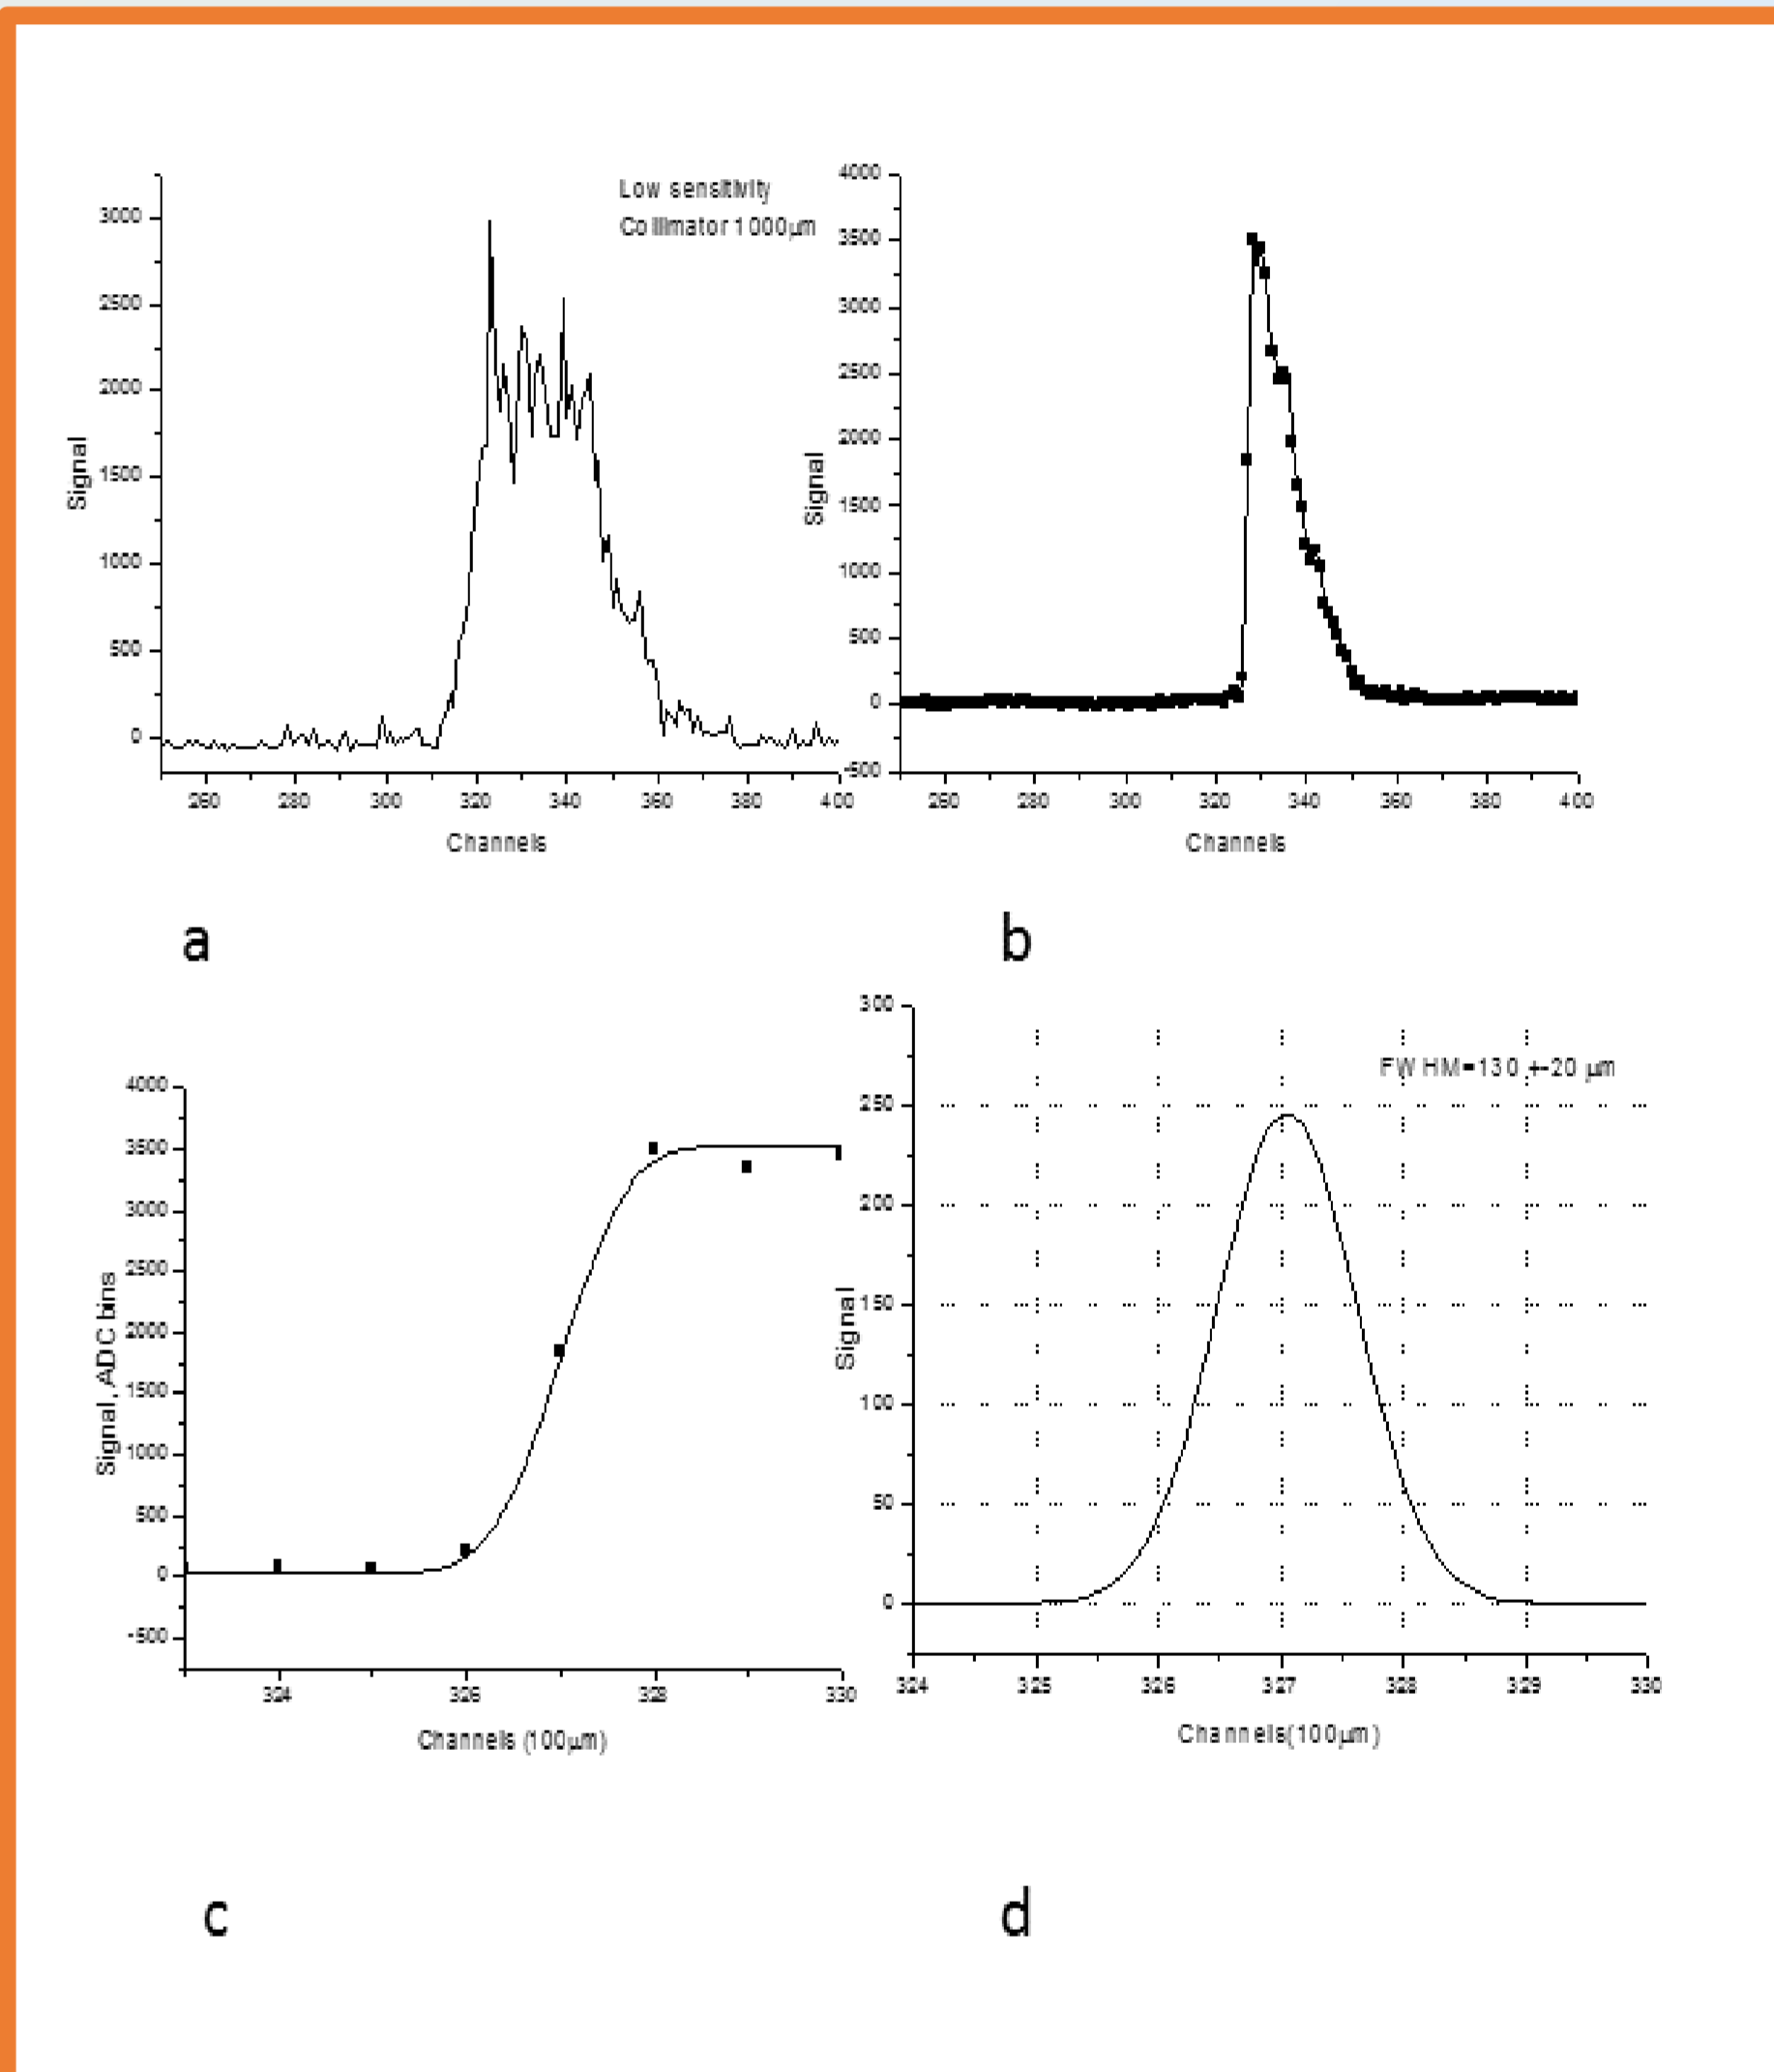 Low sensitivity
Collimator 1000μm
3000
2500
2000
1500
1000
500
0
Signal
260 280 300 320 340 360 380 400
Channels
a
4000
3500
3000
2500
2000
1500
1000
500
0
-500
Signal
260 280 300 320 340 360 380 400
Channels
b
4000
3500
3000
2500
2000
1500
1000
500
0
-500
Signal, ADC bins
324 326 328 330
Channels (100μm)
c
FWHM=130 +-20 μm
300
250
200
150
100
50
0
Signal
324 325 326 327 328 329 330
Channels(100μm)
d